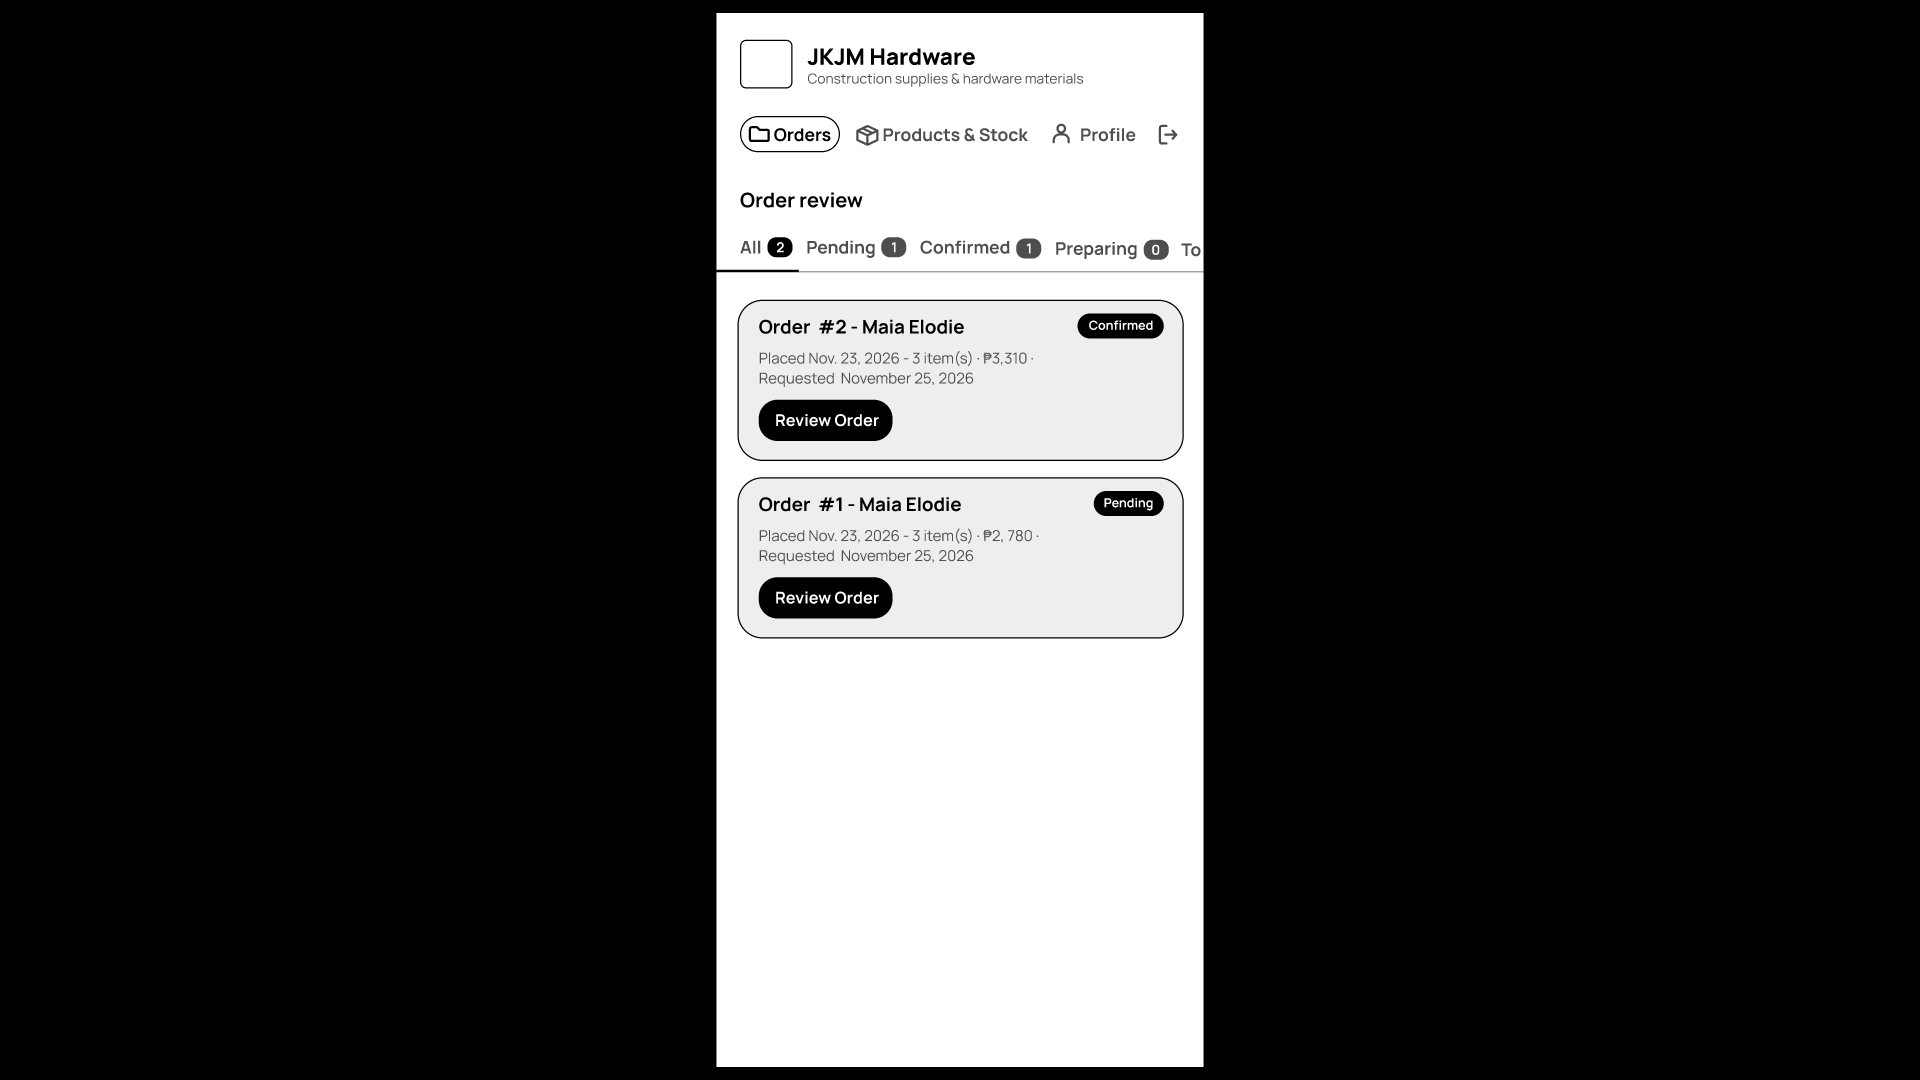 JKJM Hardware
Construction supplies & hardware materials
Orders Products & Stock Profile
Order review
All 2 Pending 1 Confirmed 1 Preparing 0 To
Order #2 - Maia Elodie Confirmed
Placed Nov. 23, 2026 - 3 item(s) · ₱3,310 ·
Requested November 25, 2026
Review Order
Order #1 - Maia Elodie Pending
Placed Nov. 23, 2026 - 3 item(s) · ₱2, 780 ·
Requested November 25, 2026
Review Order